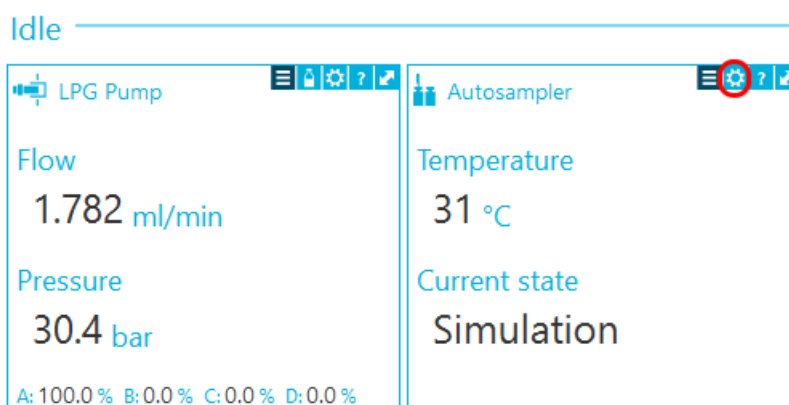 Idle
LPG Pump
?
Flow
1.782 ml/min
Pressure
30.4 bar
A: 100.0 % B: 0.0 % C: 0.0 % D: 0.0 %
Autosampler
?
Temperature
31 °C
Current state
Simulation